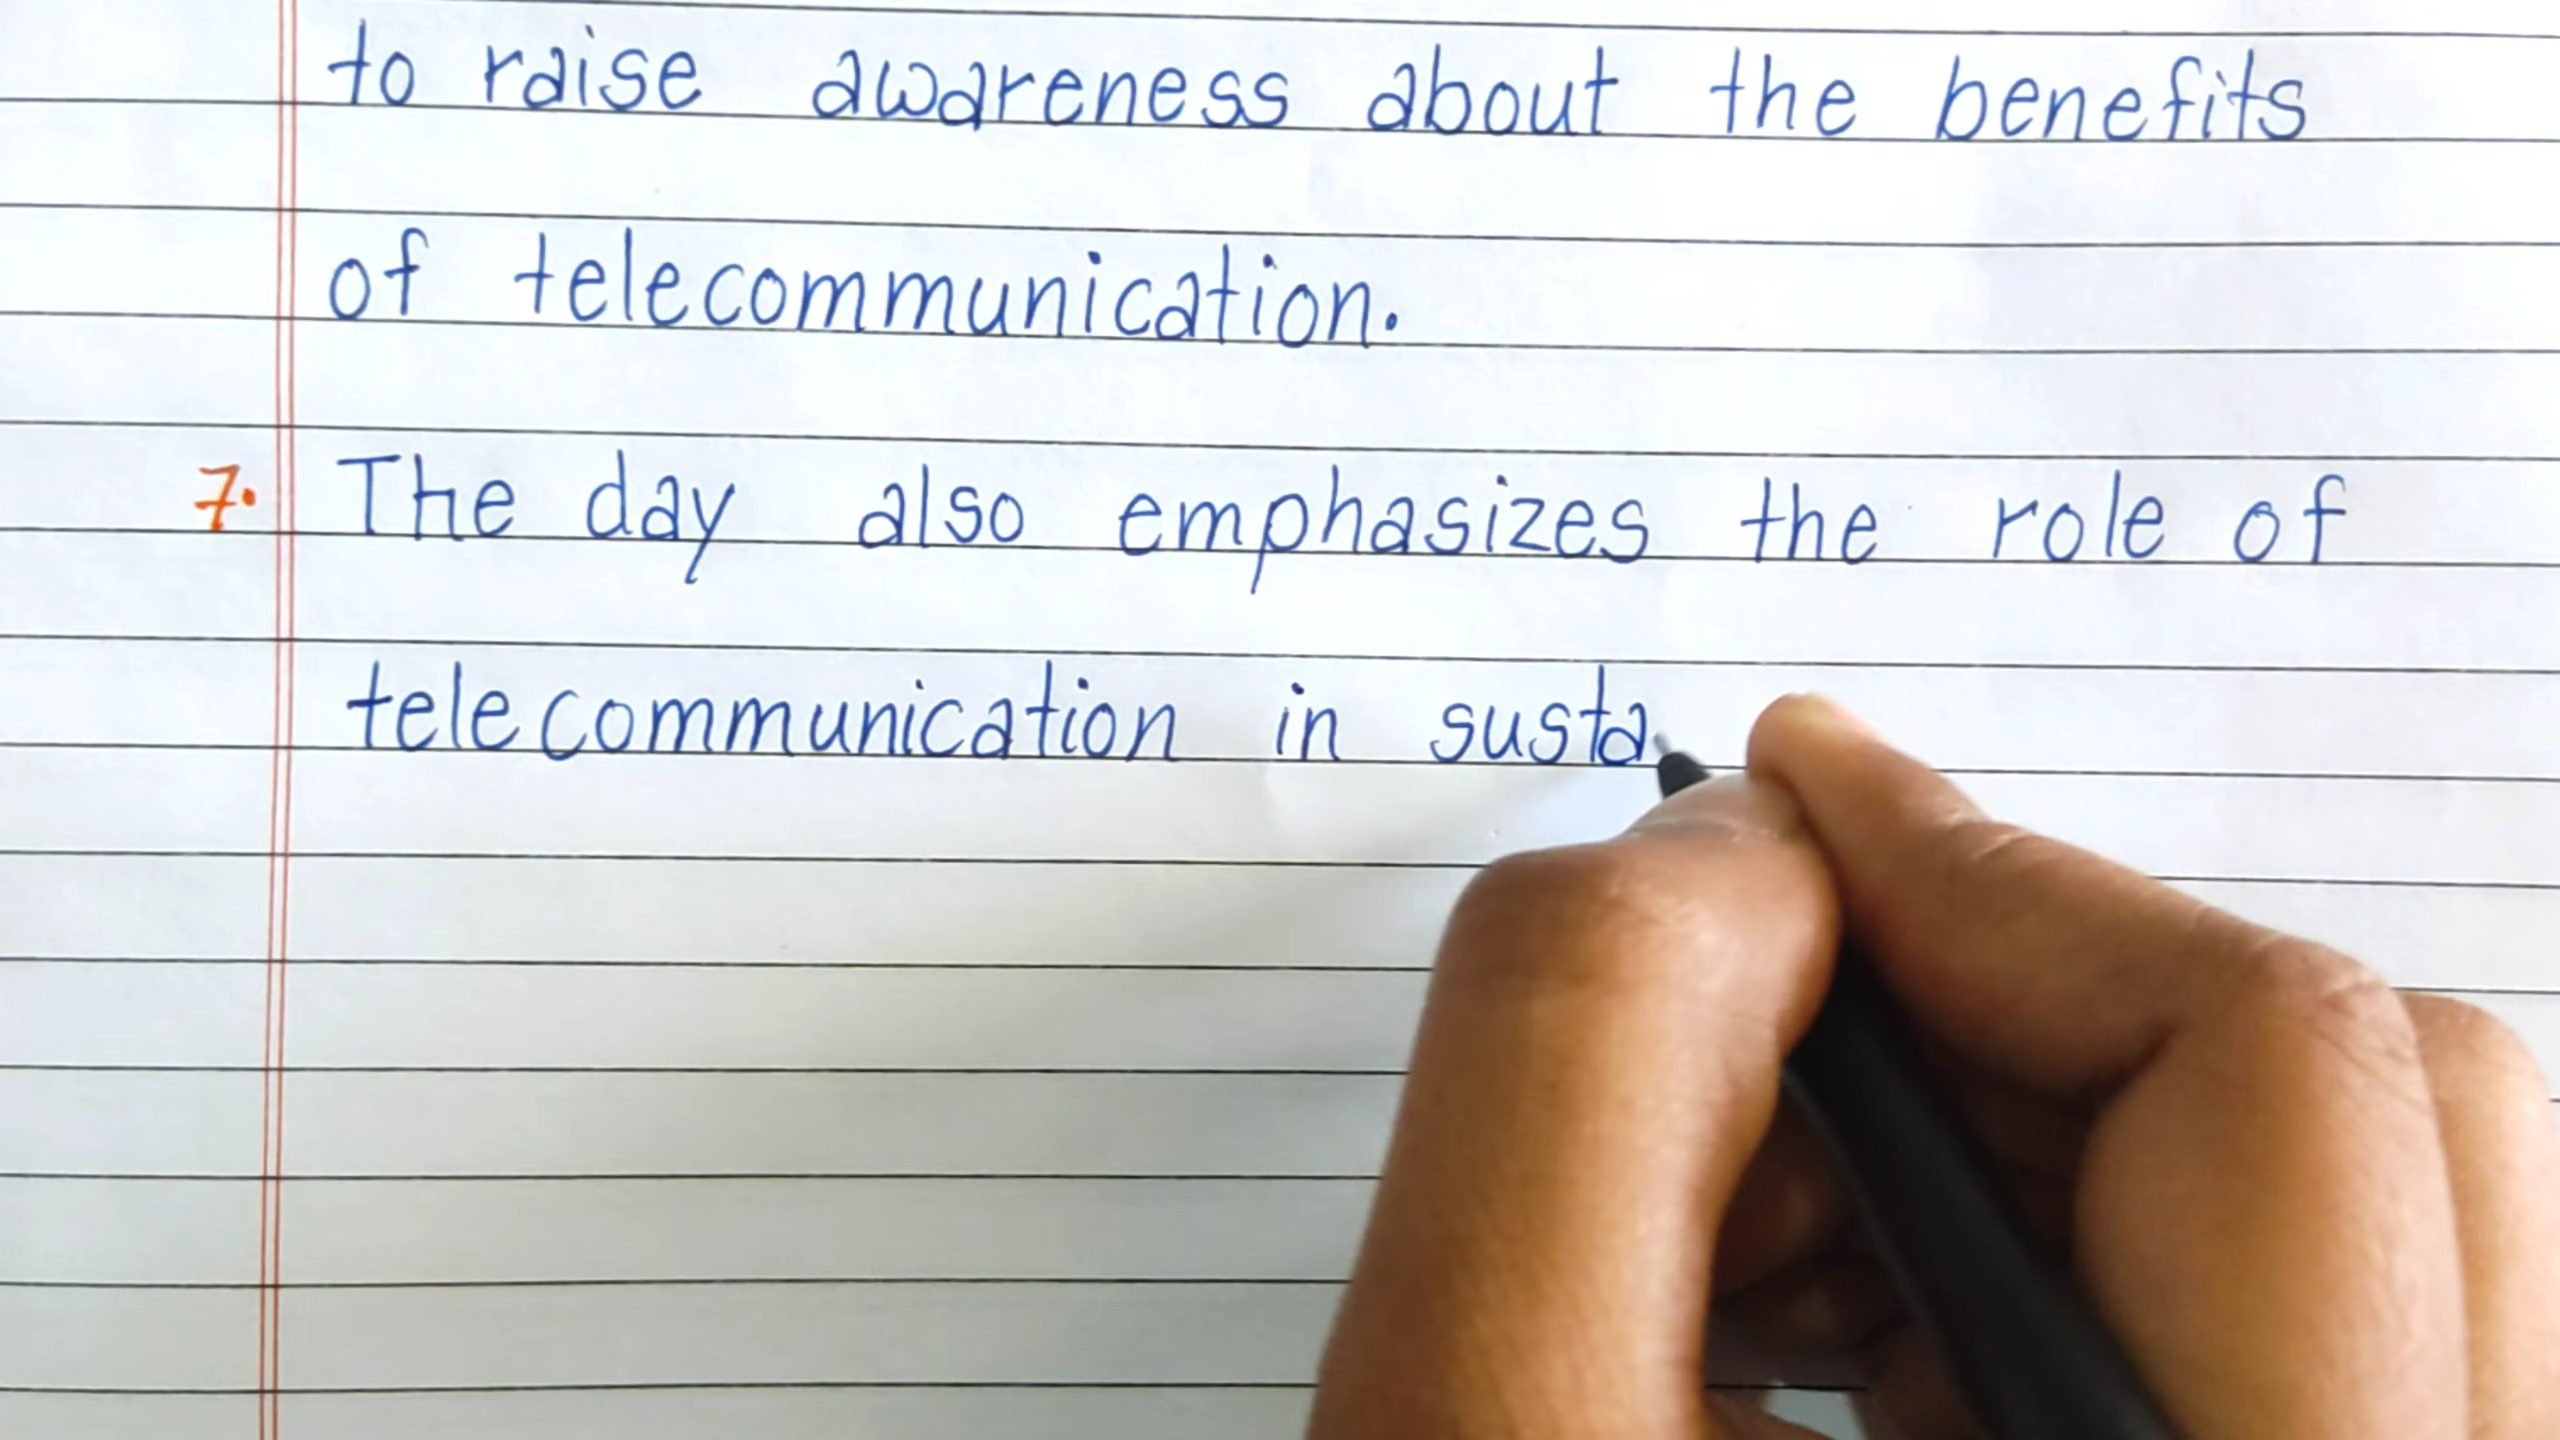 to raise awareness about the benefits
of telecommunication.
7. The day also emphasizes the role of
telecommunication in susta